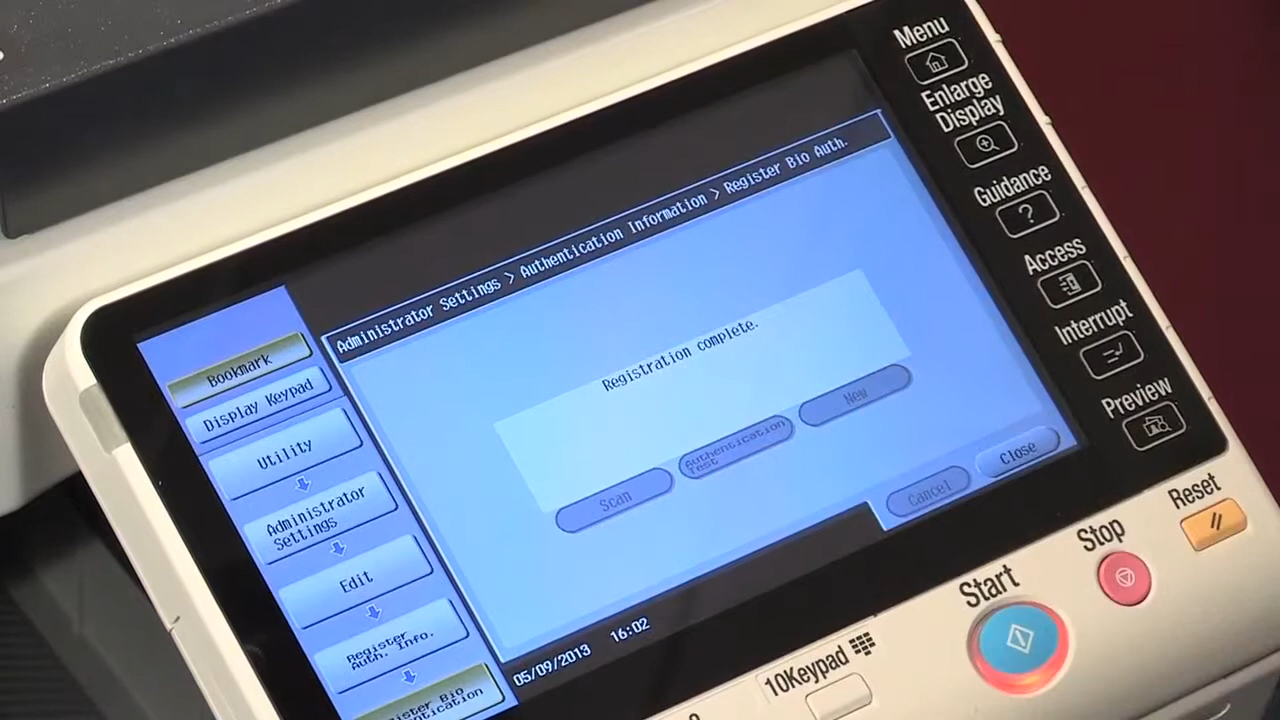 Administrator Settings > Authentication Information > Register Bio Auth.
Registration complete.
Scan
Authentication
Test
New
Cancel
Close
Bookmark
Display Keypad
Utility
Administrator
Settings
Edit
Register
Auth. Info.
Bio
05/09/2013 16:02
Menu
Enlarge
Display
Guidance
?
Access
Interrupt
Preview
Reset
Stop
Start
10Keypad